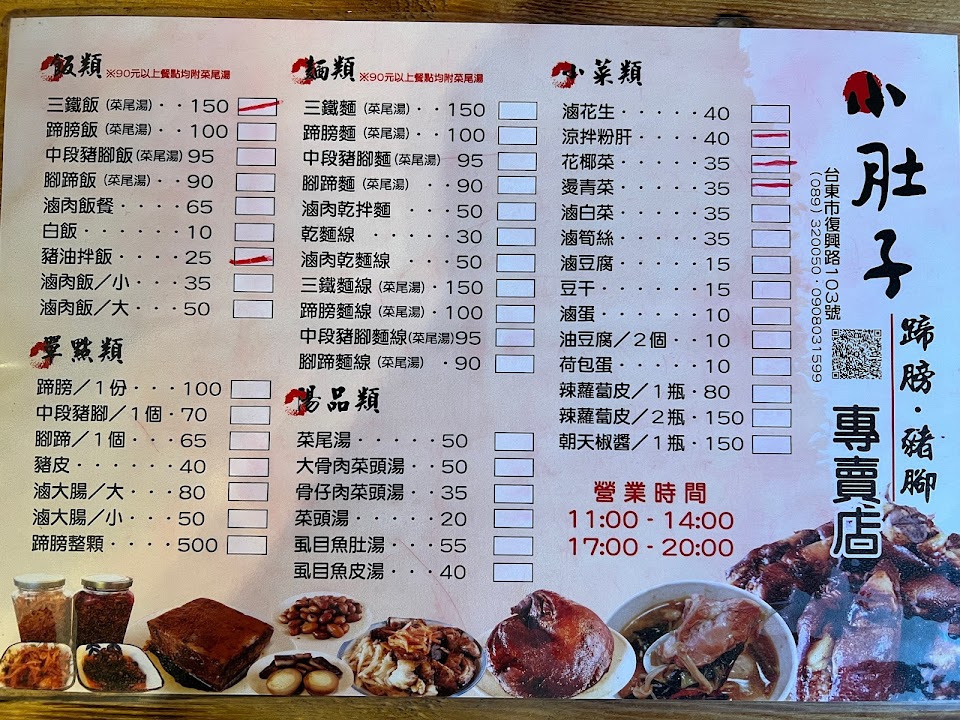 飯類 ※90元以上餐點均附菜尾湯
三鐵飯(菜尾湯)··150
蹄膀飯(菜尾湯)··100
中段豬腳飯(菜尾湯)95
腳蹄飯(菜尾湯)··90
滷肉飯餐····65
白飯······10
豬油拌飯····25
滷肉飯／小···35
滷肉飯／大···50
單點類
蹄膀／1份···100
中段豬腳／1個·70
腳蹄／1個···65
豬皮······40
滷大腸／大···80
滷大腸／小···50
蹄膀整顆····500
麵類 ※90元以上餐點均附菜尾湯
三鐵麵(菜尾湯)··150
蹄膀麵(菜尾湯)··100
中段豬腳麵(菜尾湯)95
腳蹄麵(菜尾湯)··90
滷肉乾拌麵···50
乾麵線·····30
滷肉乾麵線···50
三鐵麵線(菜尾湯)·150
蹄膀麵線(菜尾湯)·100
中段豬腳麵線(菜尾湯)95
腳蹄麵線(菜尾湯)·90
湯品類
菜尾湯·····50
大骨肉菜頭湯··50
骨仔肉菜頭湯··35
菜頭湯·····20
虱目魚肚湯···55
虱目魚皮湯···40
小菜類
滷花生·····40
涼拌粉肝····40
花椰菜·····35
燙青菜·····35
滷白菜·····35
滷筍絲·····35
滷豆腐·····15
豆干······15
滷蛋······10
油豆腐／2個··10
荷包蛋·····10
辣蘿蔔皮／1瓶·80
辣蘿蔔皮／2瓶·150
朝天椒醬／1瓶·150
營業時間
11:00 - 14:00
17:00 - 20:00
小肚子
台東市復興路103號
(089) 320050·0908031599
蹄膀·豬腳
專賣店